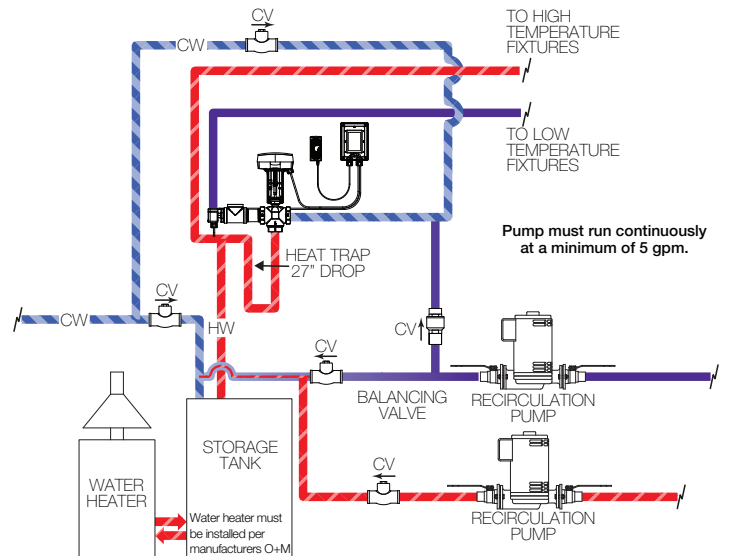 CV
CW
TO HIGH
TEMPERATURE
FIXTURES
TO LOW
TEMPERATURE
FIXTURES
Pump must run continuously
at a minimum of 5 gpm.
HEAT TRAP
27" DROP
CV
CW
HW
CV
CV
BALANCING
VALVE
RECIRCULATION
PUMP
STORAGE
TANK
WATER
HEATER
CV
Water heater must
be installed per
manufacturers O+M
RECIRCULATION
PUMP